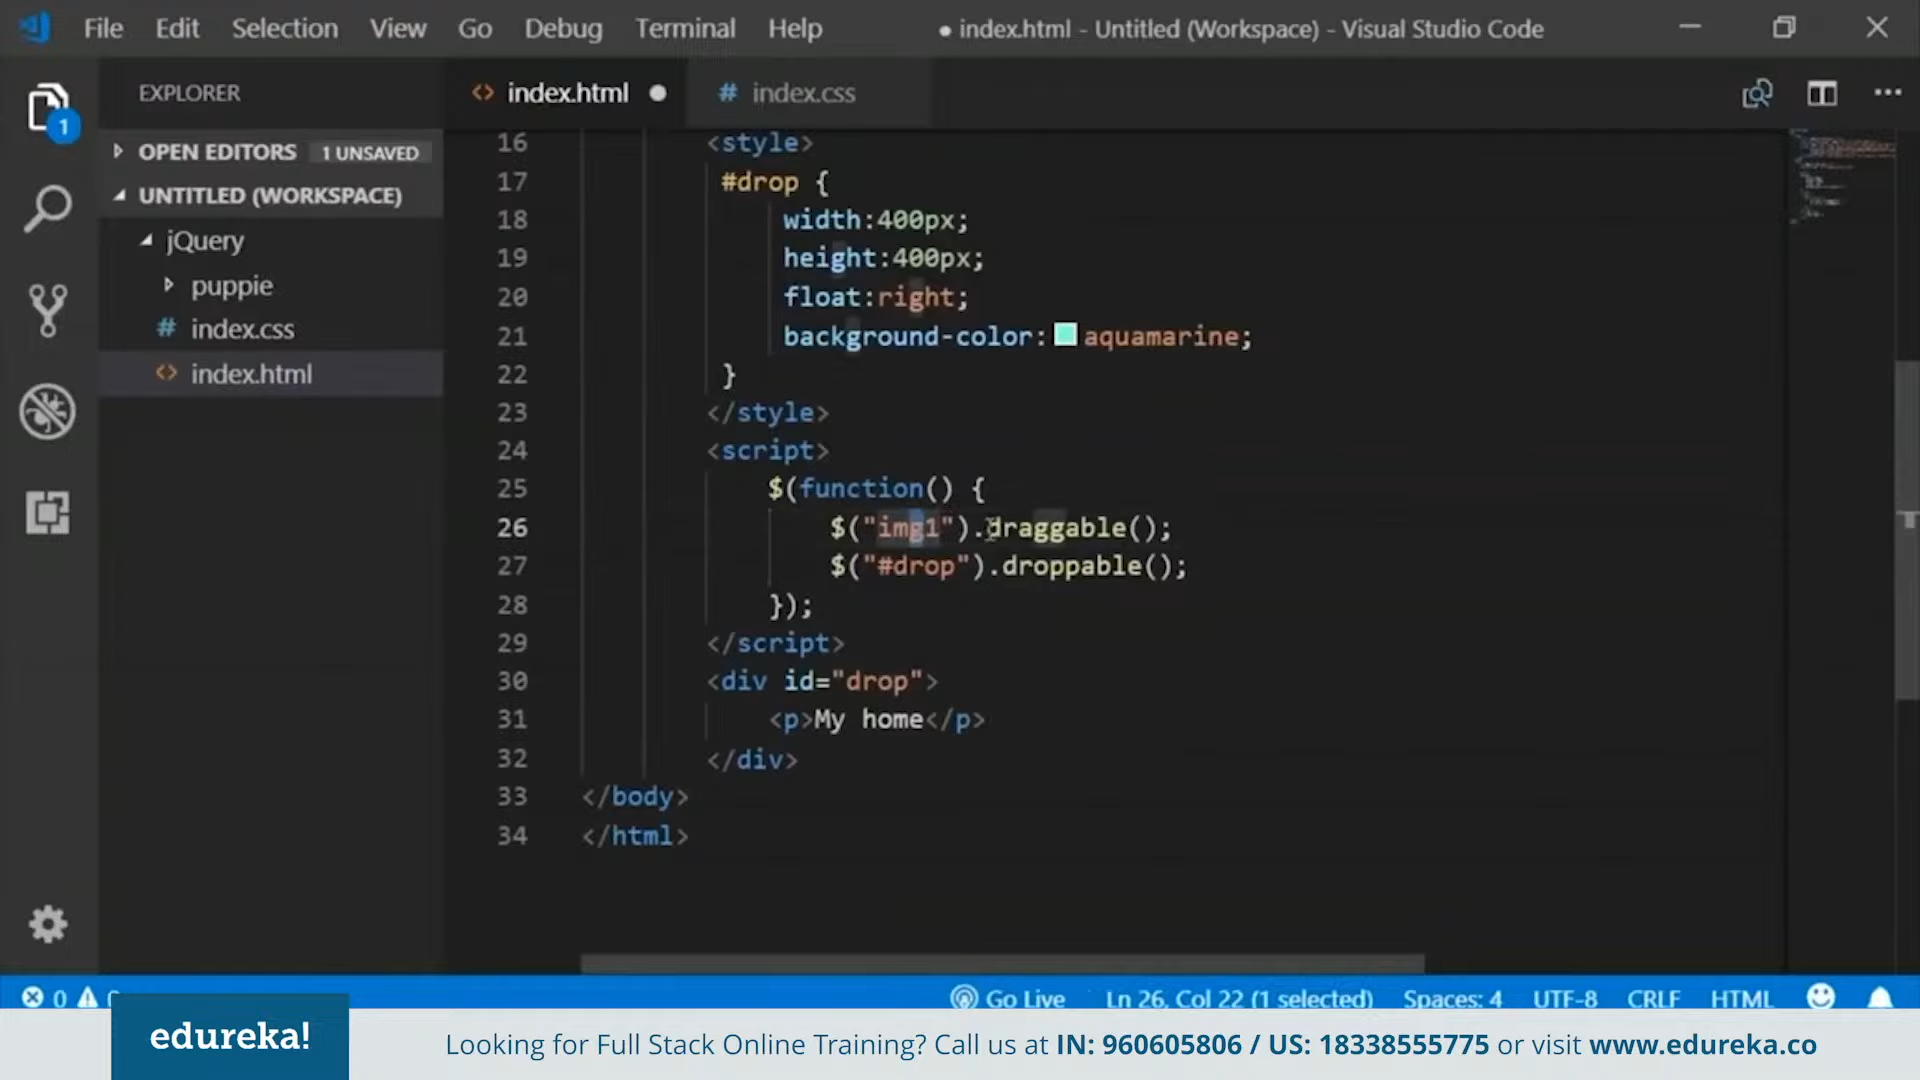 File Edit Selection View Go Debug Terminal Help ● index.html - Untitled (Workspace) - Visual Studio Code
EXPLORER
1
OPEN EDITORS 1 UNSAVED
UNTITLED (WORKSPACE)
jQuery
puppie
# index.css
<> index.html
<> index.html ●
# index.css
16 <style>
17 #drop {
18 width:400px;
19 height:400px;
20 float:right;
21 background-color: aquamarine;
22 }
23 </style>
24 <script>
25 $(function() {
26 $("img1").draggable();
27 $("#drop").droppable();
28 });
29 </script>
30 <div id="drop">
31 <p>My home</p>
32 </div>
33 </body>
34 </html>
0
Go Live Ln 26, Col 22 (1 selected) Spaces: 4 UTF-8 CRLF HTML
edureka!
Looking for Full Stack Online Training? Call us at IN: 960605806 / US: 18338555775 or visit www.edureka.co